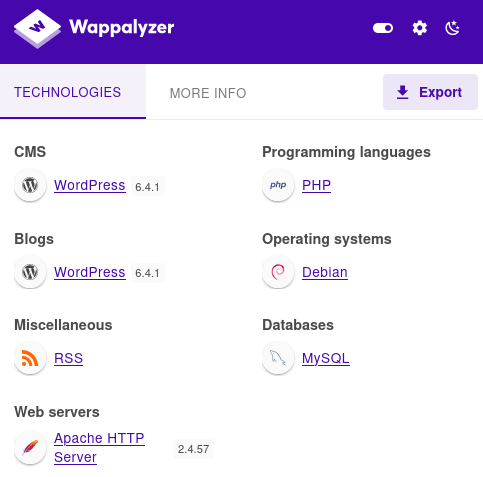 Wappalyzer
TECHNOLOGIES
MORE INFO
Export
CMS
WordPress 6.4.1
Programming languages
php PHP
Blogs
WordPress 6.4.1
Operating systems
Debian
Miscellaneous
RSS
Databases
MySQL
Web servers
Apache HTTP
Server
2.4.57